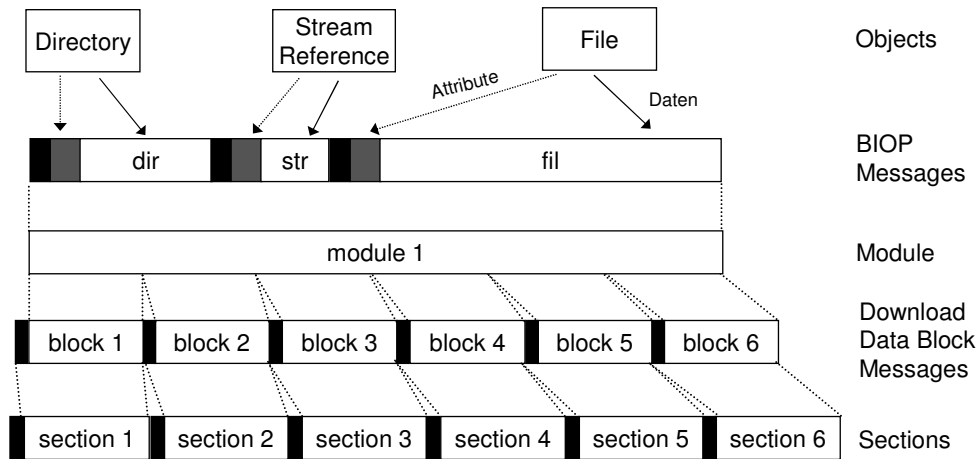 Directory
Stream
Reference
File
Objects
Attribute
Daten
dir
str
fil
BIOP
Messages
module 1
Module
block 1
block 2
block 3
block 4
block 5
block 6
Download
Data Block
Messages
section 1
section 2
section 3
section 4
section 5
section 6
Sections